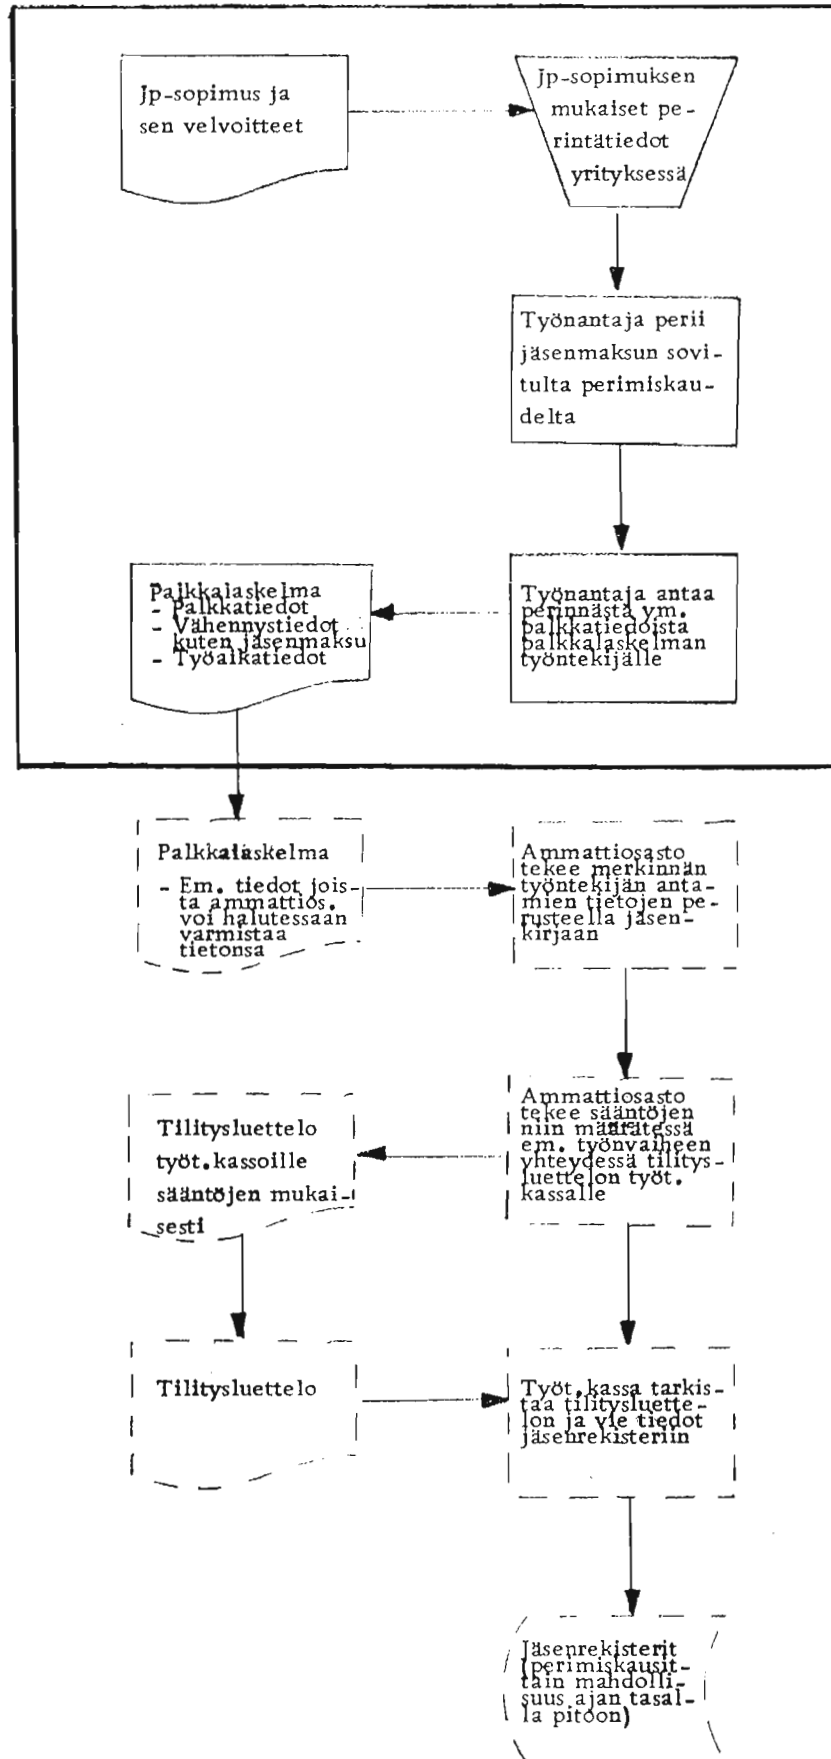 Jp-sopimus ja
sen velvoitteet
Jp-sopimuksen
mukaiset pe-
rintätiedot
yrityksessä
Työnantaja perii
jäsenmaksun sovi-
tulta perimiskau-
delta
Palkkalaskelma
- Palkkatiedot
- Vähennystiedot
kuten jäsenmaksu
- Työaikatiedot
Työnantaja antaa
perinnästä ym.
palkkatiedoista
palkkalaskelman
työntekijälle
Palkkalaskelma
- Em. tiedot jois-
ta ammattios.
voi halutessaan
varmistaa
tietonsa
Ammattiosasto
tekee merkinnän
työntekijän anta-
mien tietojen pe-
rusteella jäsen-
kirjaan
Tilitysluettelo
työt.kassoille
sääntöjen mukai-
sesti
Ammattiosasto
tekee sääntöjen
niin määrätessä
em. työnvaiheen
yhteydessä tilitys-
luettelon työt.
kassalle
Tilitysluettelo
Työt.kassa tarkis-
taa tilitysluette-
lon ja vie tiedot
jäsenrekisteriin
Jäsenrekisterit
(perimiskausit-
tain mahdolli-
suus ajan tasal-
la pitoon)